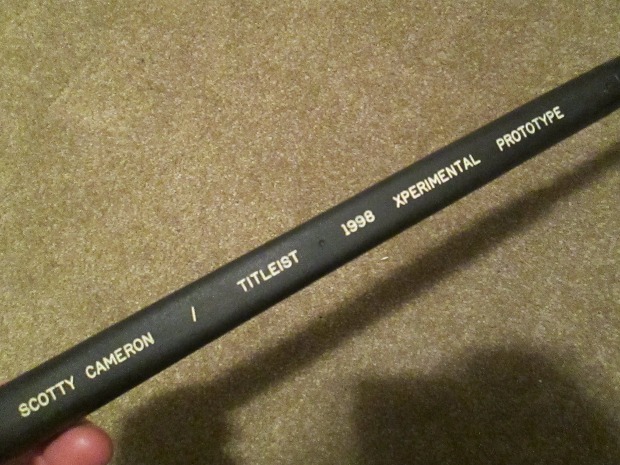 SCOTTY CAMERON / TITLEIST 1998 XPERIMENTAL PROTOTYPE